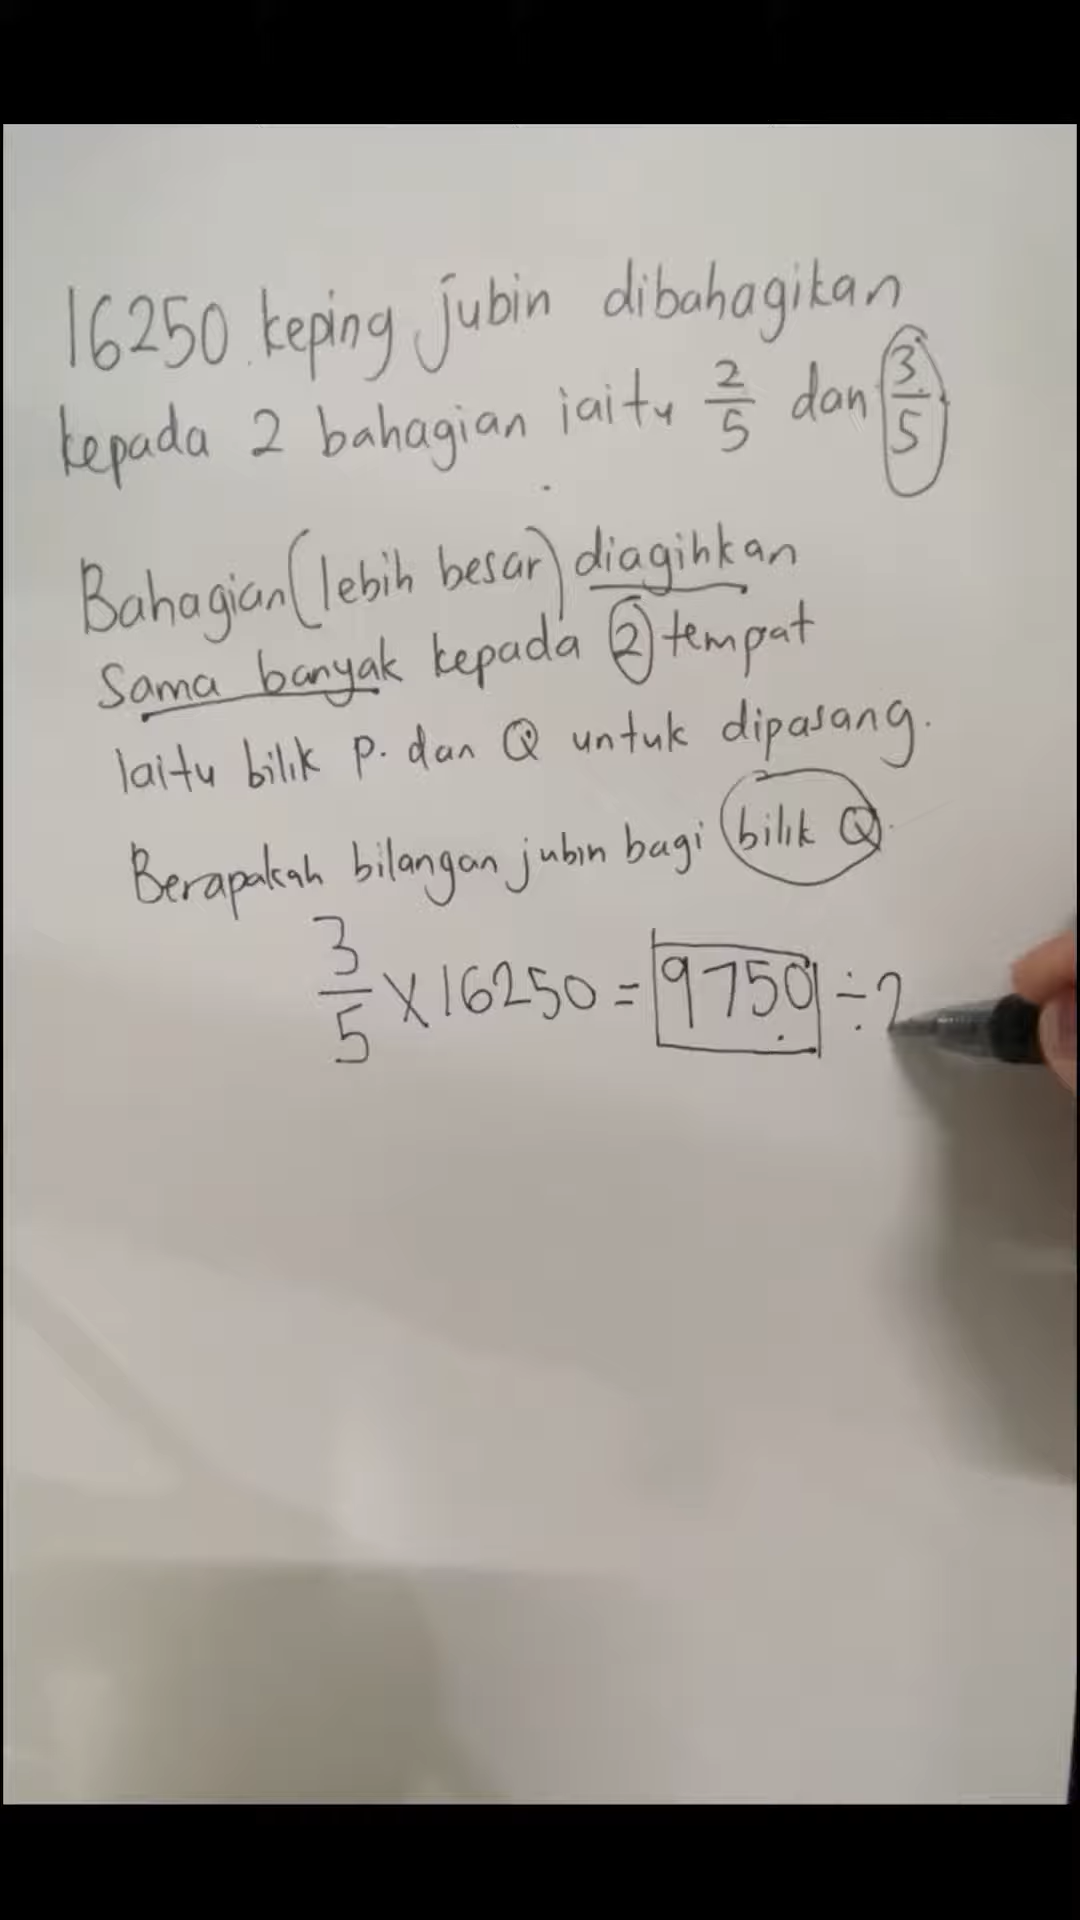 16250 keping jubin dibahagikan
kepada 2 bahagian iaitu 2/5 dan 3/5
Bahagian (lebih besar) diagihkan
sama banyak kepada 2 tempat
iaitu bilik P dan Q untuk dipasang.
Berapakah bilangan jubin bagi bilik Q
3/5 × 16250 = 9750 ÷ 2